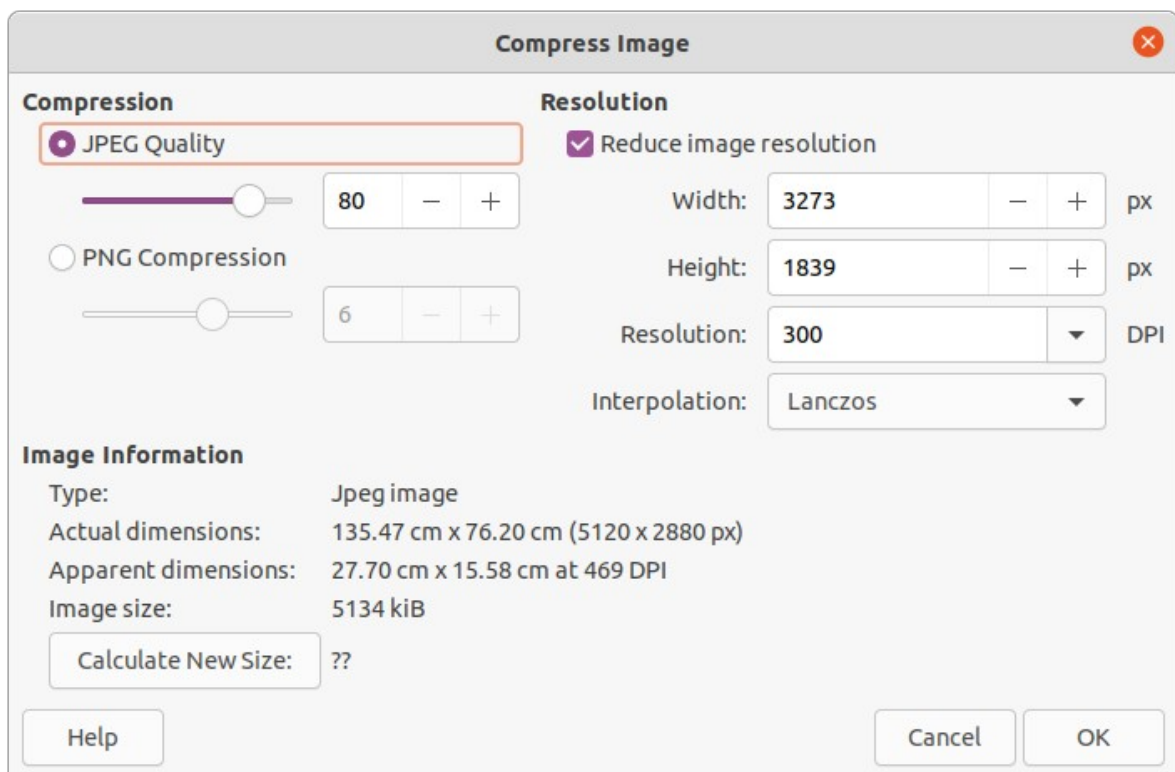 Compress Image
Compression
JPEG Quality
80
PNG Compression
6
Resolution
Reduce image resolution
Width: 3273 px
Height: 1839 px
Resolution: 300 DPI
Interpolation: Lanczos
Image Information
Type: Jpeg image
Actual dimensions: 135.47 cm x 76.20 cm (5120 x 2880 px)
Apparent dimensions: 27.70 cm x 15.58 cm at 469 DPI
Image size: 5134 kiB
Calculate New Size: ??
Help Cancel OK